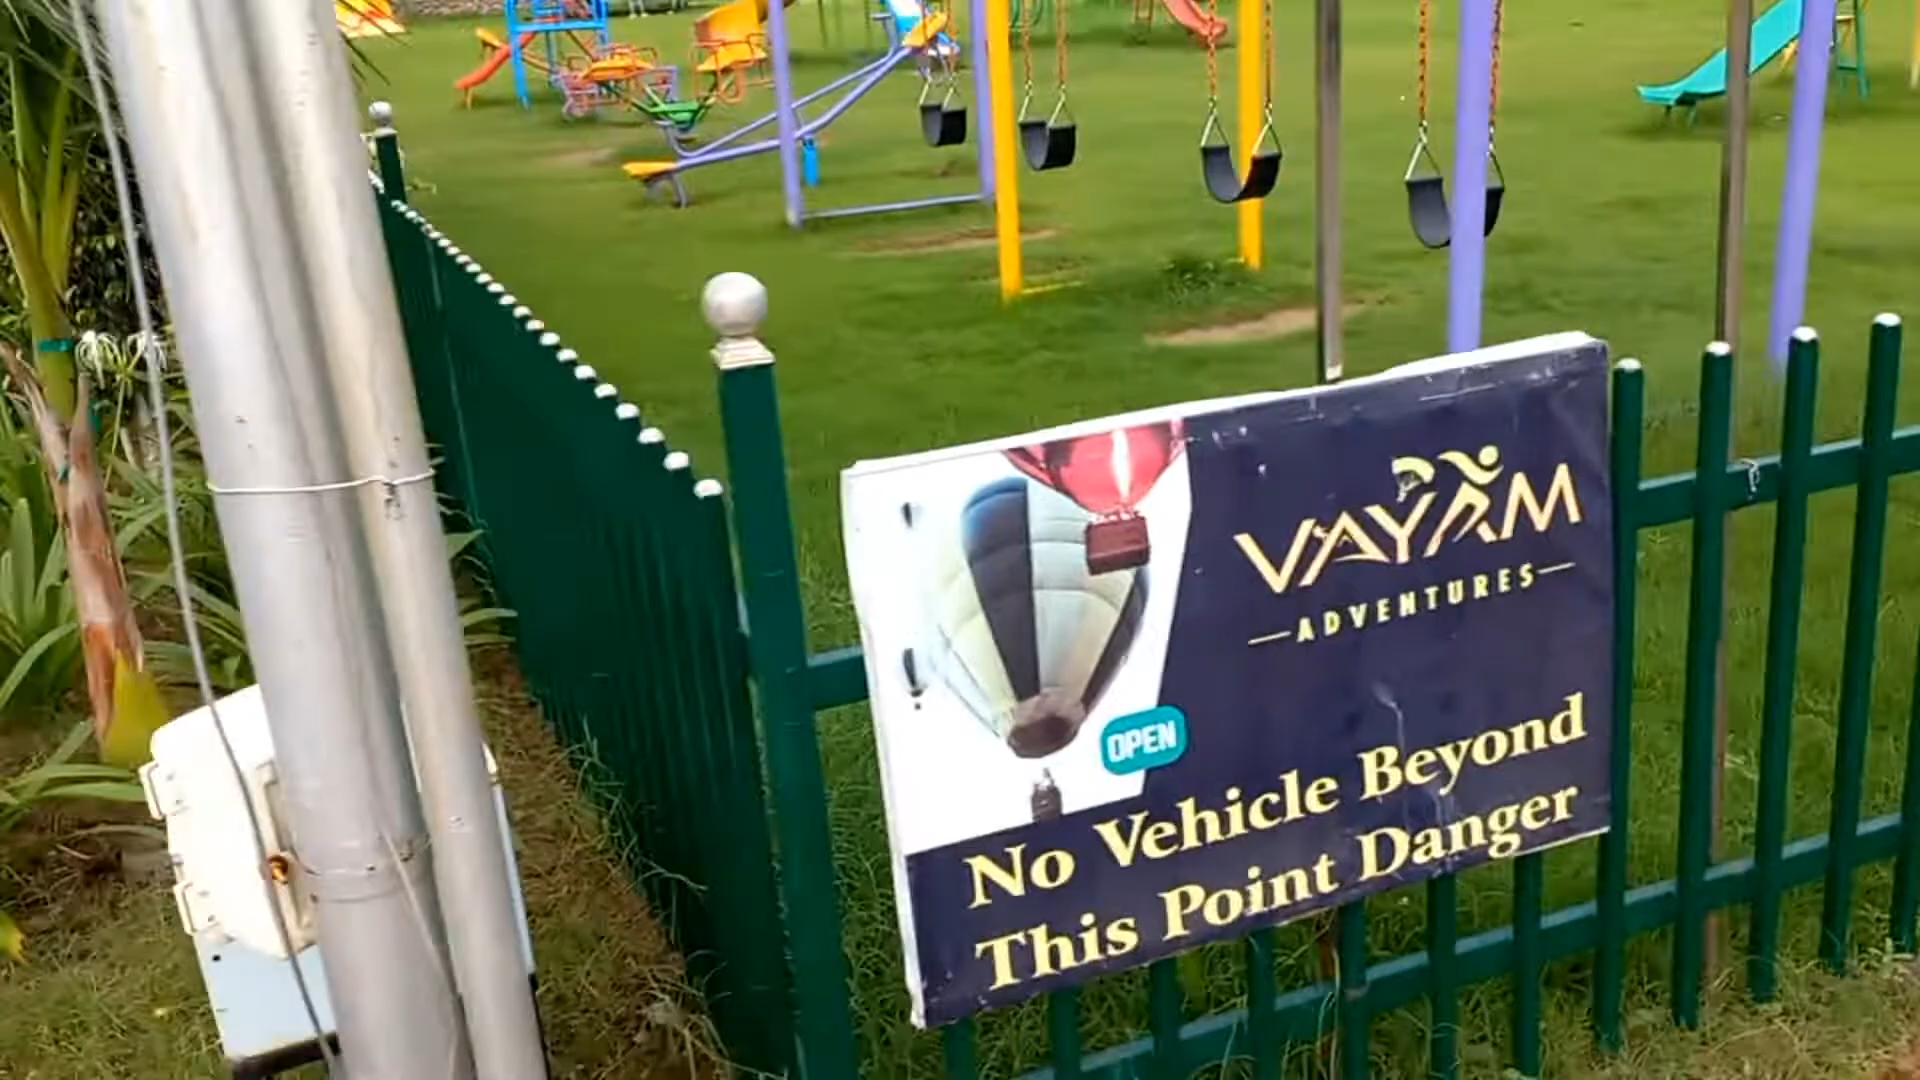 VAYAM
ADVENTURES
OPEN
No Vehicle Beyond
This Point Danger